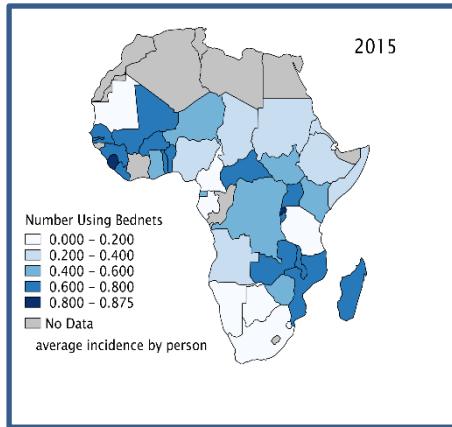 2015
Number Using Bednets
0.000 - 0.200
0.200 - 0.400
0.400 - 0.600
0.600 - 0.800
0.800 - 0.875
No Data
average incidence by person